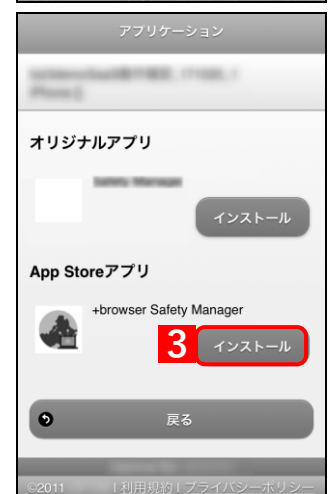 アプリケーション
オリジナルアプリ
インストール
App Storeアプリ
+browser Safety Manager
3
インストール
戻る
©2011
| 利用規約 | プライバシーポリシー